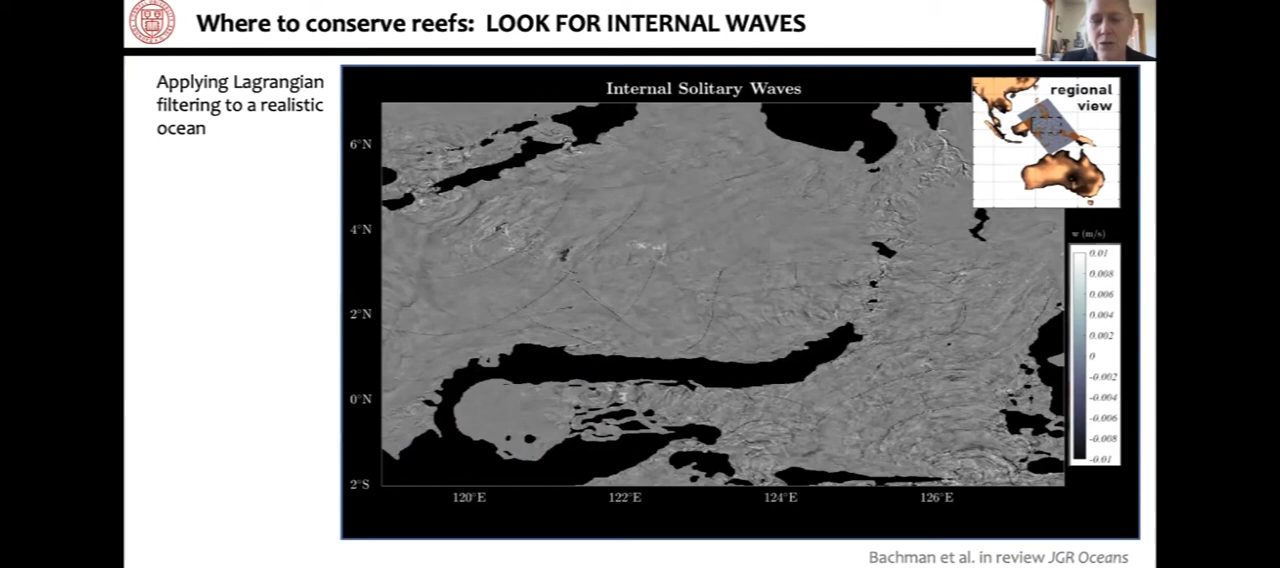 Where to conserve reefs: LOOK FOR INTERNAL WAVES
Applying Lagrangian
filtering to a realistic
ocean
Internal Solitary Waves
regional
view
6°N
4°N
2°N
0°N
2°S
120°E
122°E
124°E
126°E
w (m/s)
0.01
0.008
0.006
0.004
0.002
0
-0.002
-0.004
-0.006
-0.008
-0.01
Bachman et al. in review JGR Oceans